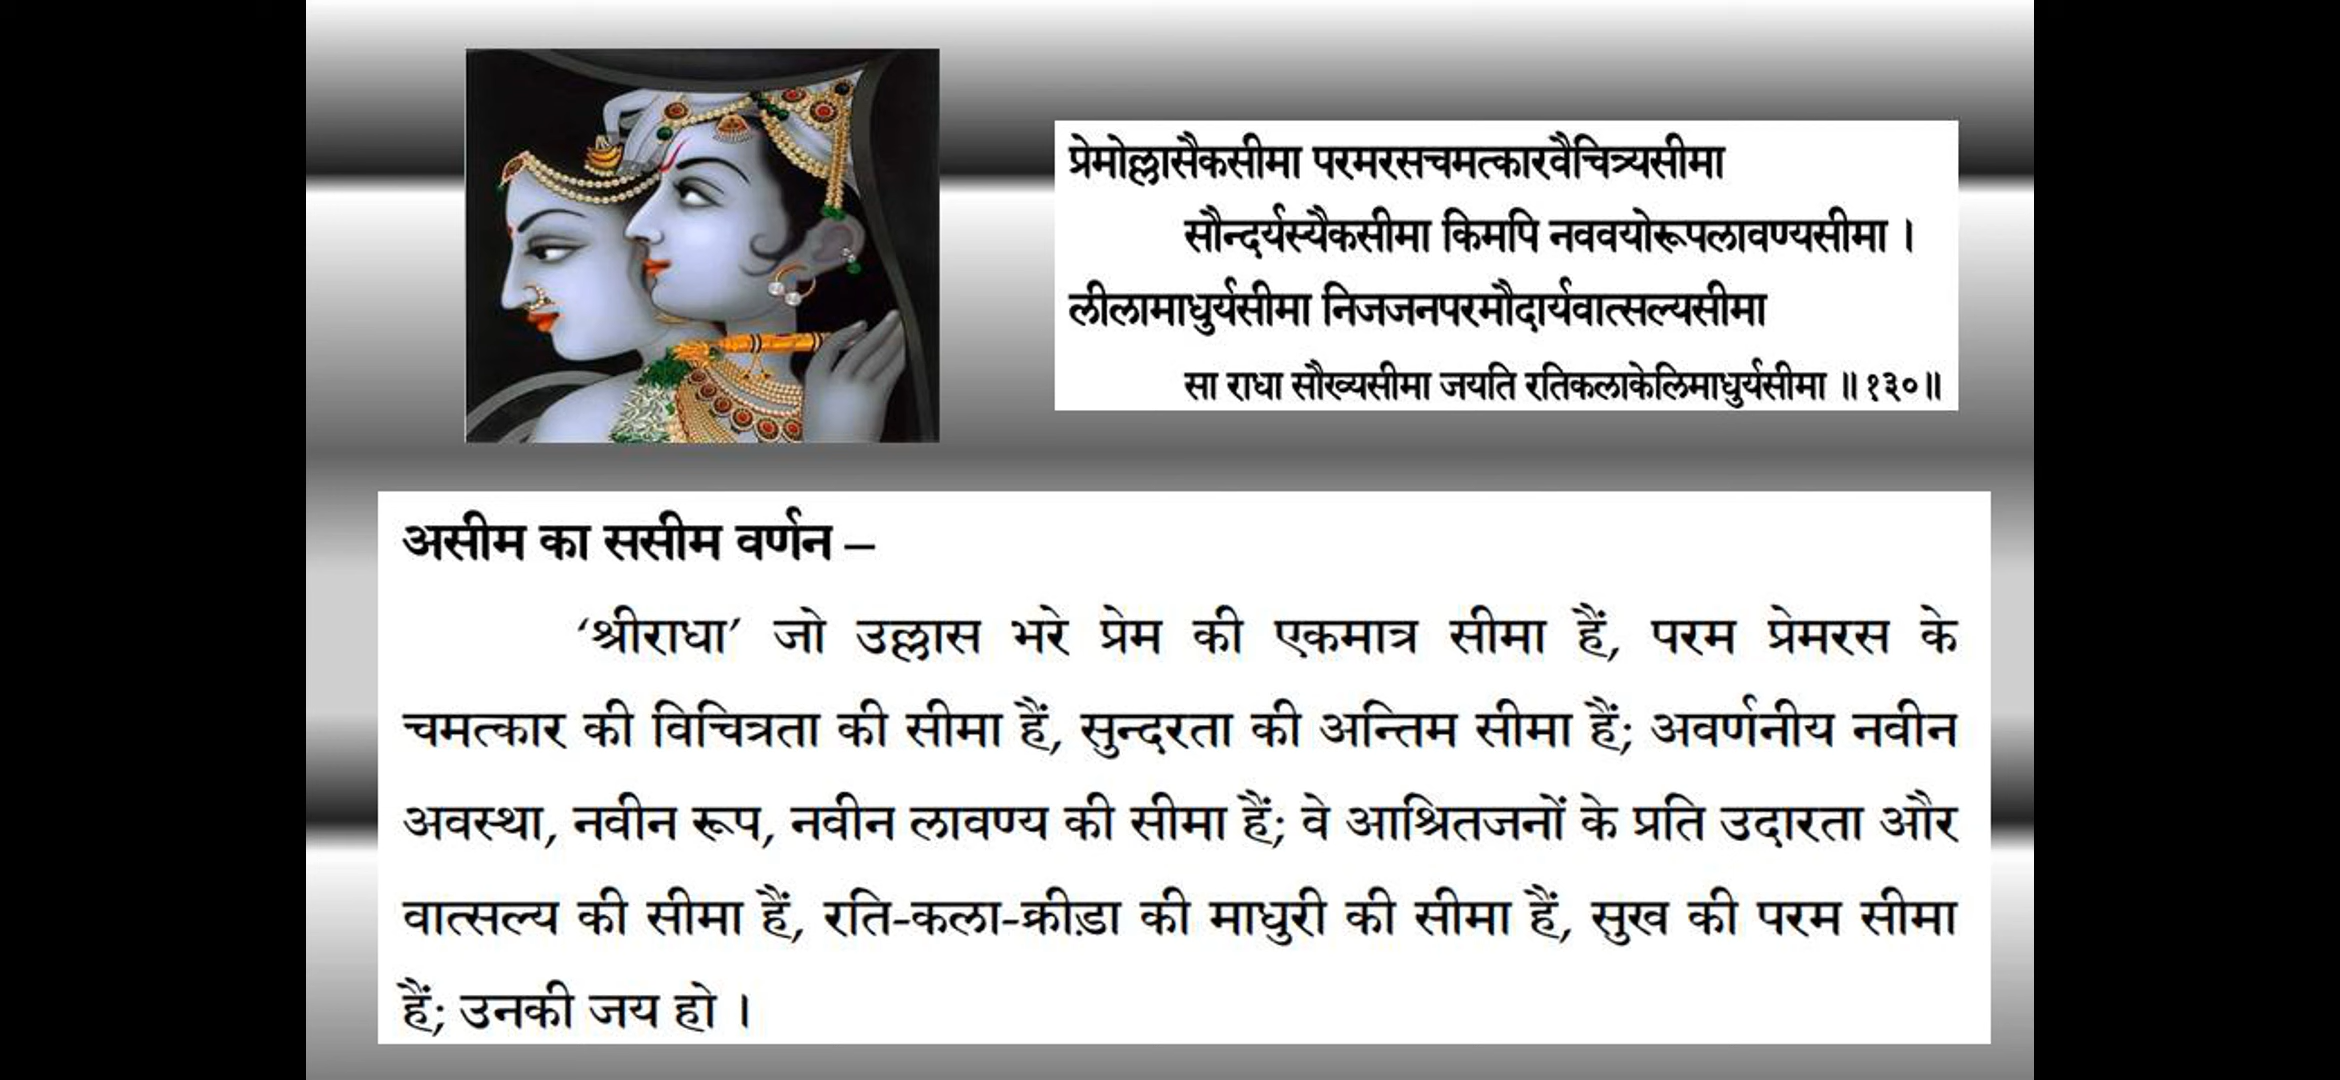 प्रेमोल्लासैकसीमा परमरसचमत्कारवैचित्र्यसीमा
सौन्दर्यस्यैकसीमा किमपि नववयोरूपलावण्यसीमा ।
लीलामाधुर्यसीमा निजजनपरमौदार्यवात्सल्यसीमा
सा राधा सौख्यसीमा जयति रतिकलाकेलिमाधुर्यसीमा ॥१३०॥
असीम का ससीम वर्णन –
‘श्रीराधा’ जो उल्लास भरे प्रेम की एकमात्र सीमा हैं, परम प्रेमरस के
चमत्कार की विचित्रता की सीमा हैं, सुन्दरता की अन्तिम सीमा हैं; अवर्णनीय नवीन
अवस्था, नवीन रूप, नवीन लावण्य की सीमा हैं; वे आश्रितजनों के प्रति उदारता और
वात्सल्य की सीमा हैं, रति-कला-क्रीड़ा की माधुरी की सीमा हैं, सुख की परम सीमा
हैं; उनकी जय हो ।